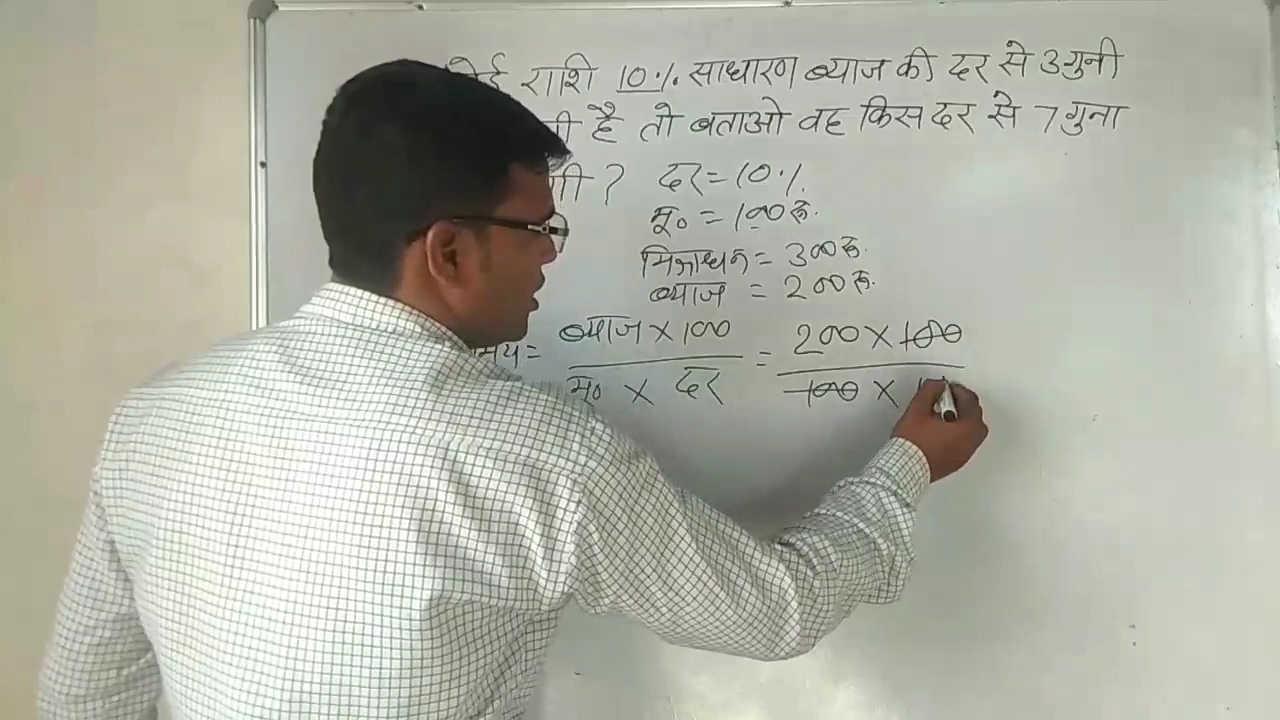 राशि 10% साधारण ब्याज की दर से 3 गुनी
है तो बताओ वह किस दर से 7 गुना
? दर = 10%
मू० = 100 रू.
मिश्रधन = 300 रू.
ब्याज = 200 रू.
ब्याज × 100 = 200 × 100
मू० × दर 100 ×